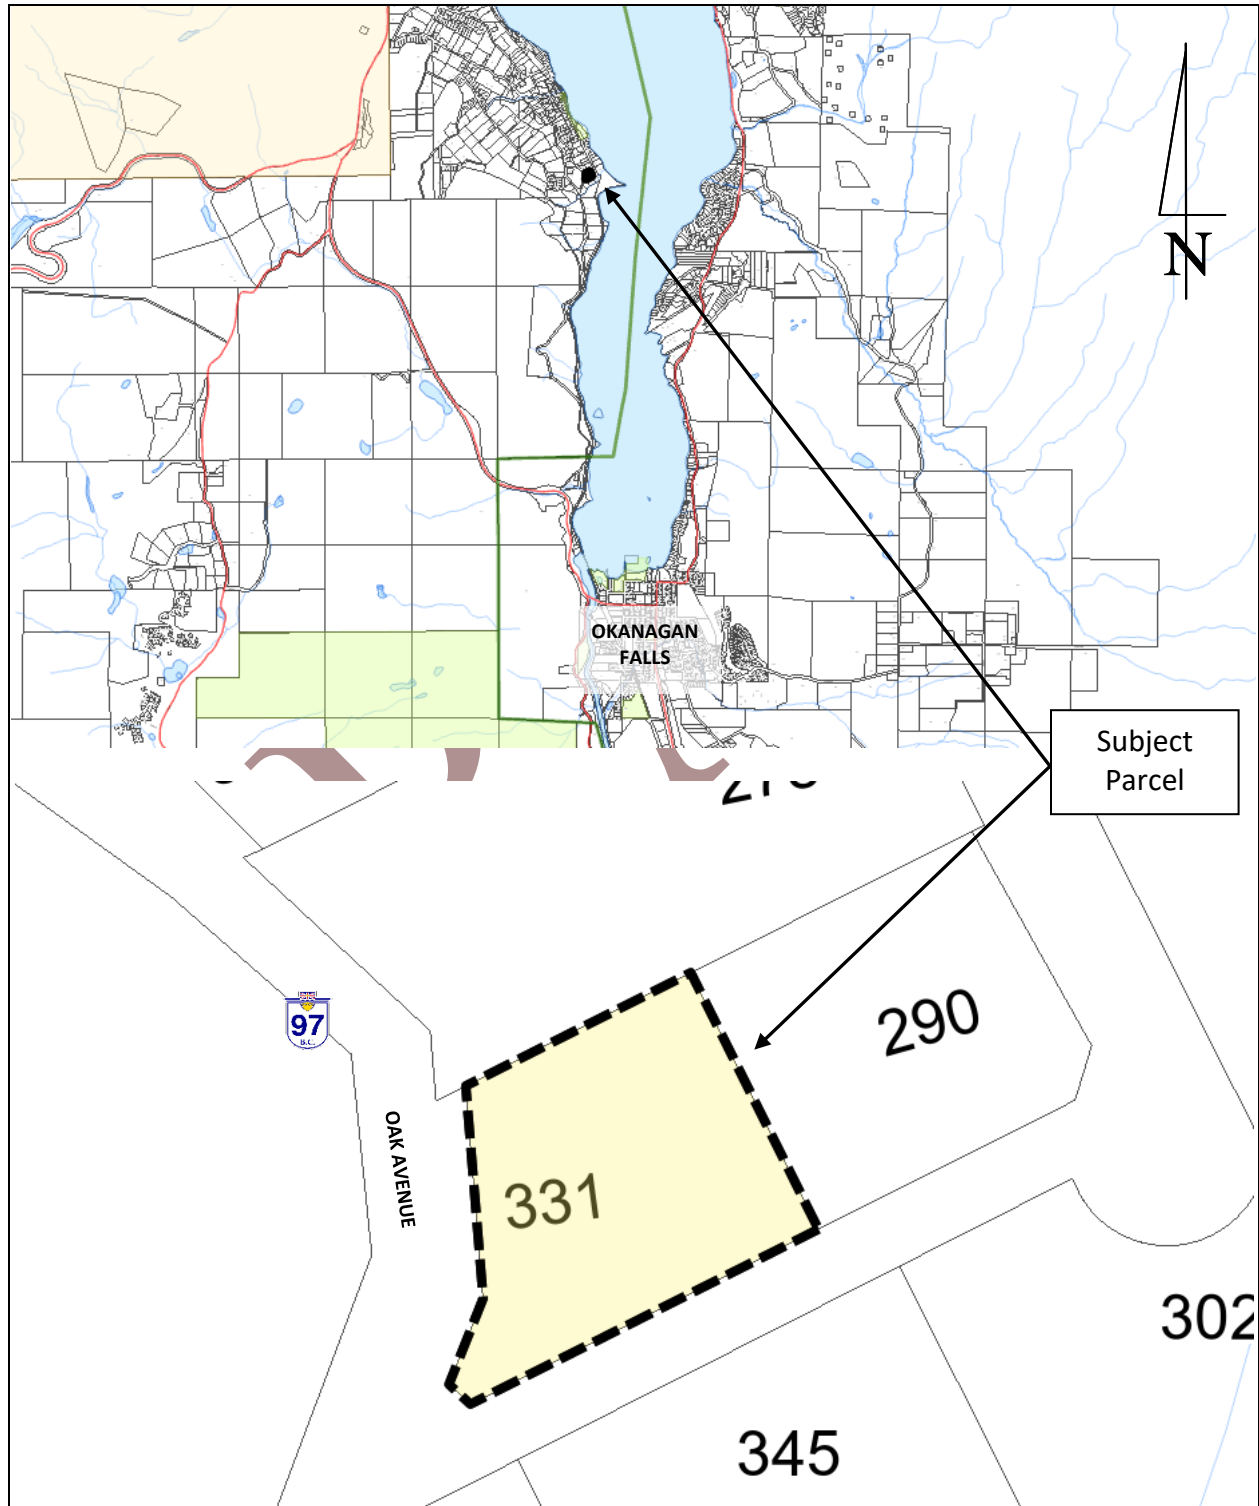 N
OKANAGAN
FALLS
Subject
Parcel
97
B.C.
290
OAK AVENUE
331
302
345